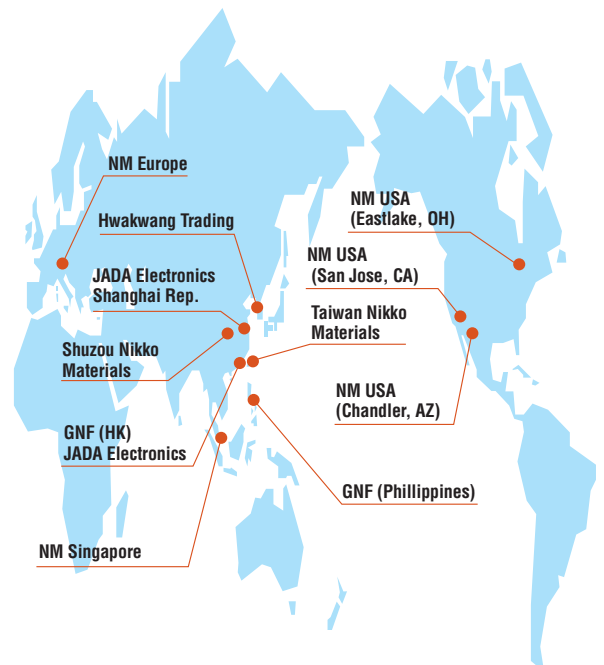 NM Europe
Hwakwang Trading
JADA Electronics
Shanghai Rep.
Shuzou Nikko
Materials
GNF (HK)
JADA Electronics
NM Singapore
NM USA
(Eastlake, OH)
NM USA
(San Jose, CA)
Taiwan Nikko
Materials
NM USA
(Chandler, AZ)
GNF (Phillippines)